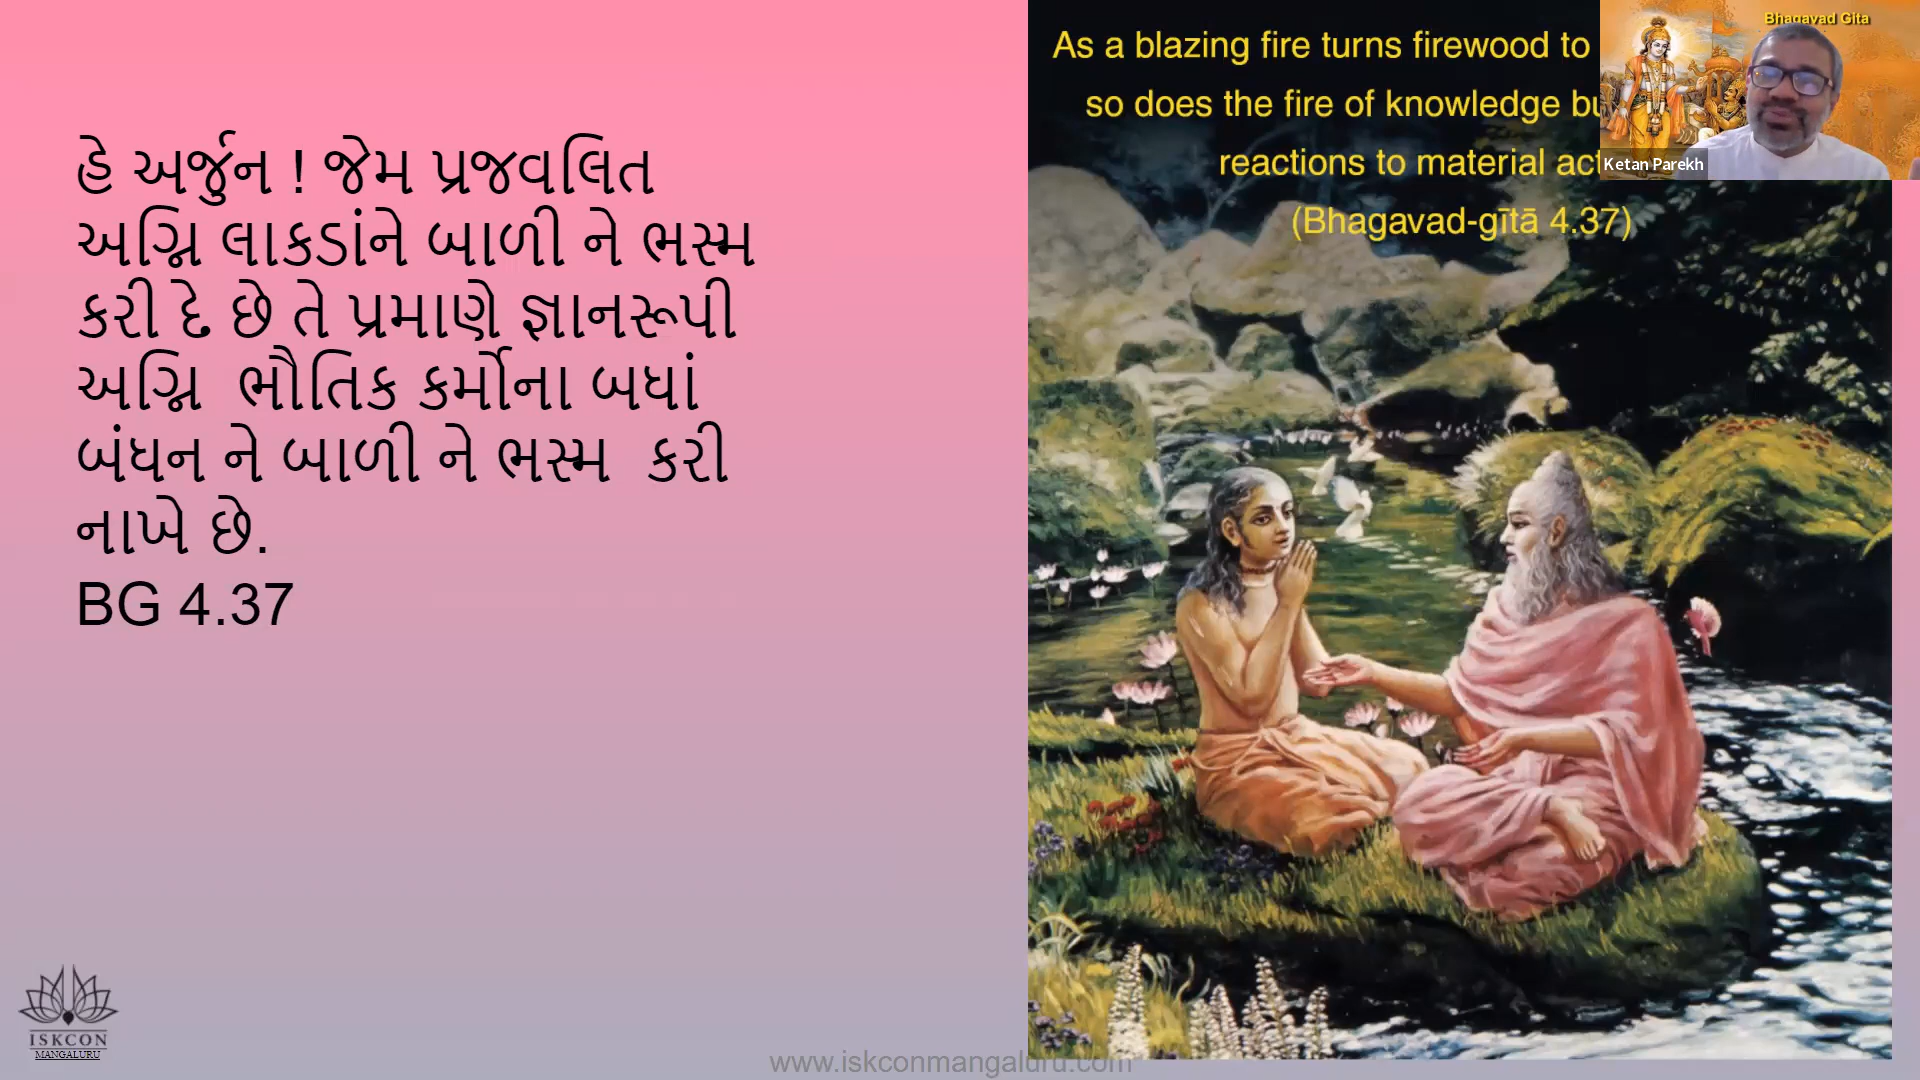 હે અર્જુન ! જેમ પ્રજવલિત
અગ્નિ લાકડાંને બાળી ને ભસ્મ
કરી દે છે તે પ્રમાણે જ્ઞાનરૂપી
અગ્નિ  ભૌતિક કર્મોના બધાં
બંધન ને બાળી ને ભસ્મ  કરી
નાખે છે.
BG 4.37
As a blazing fire turns firewood to
so does the fire of knowledge
reactions to material
(Bhagavad-gītā 4.37)
Bhagavad Gita
Ketan Parekh
ISKCON
MANGALURU
www.iskconmangaluru.com